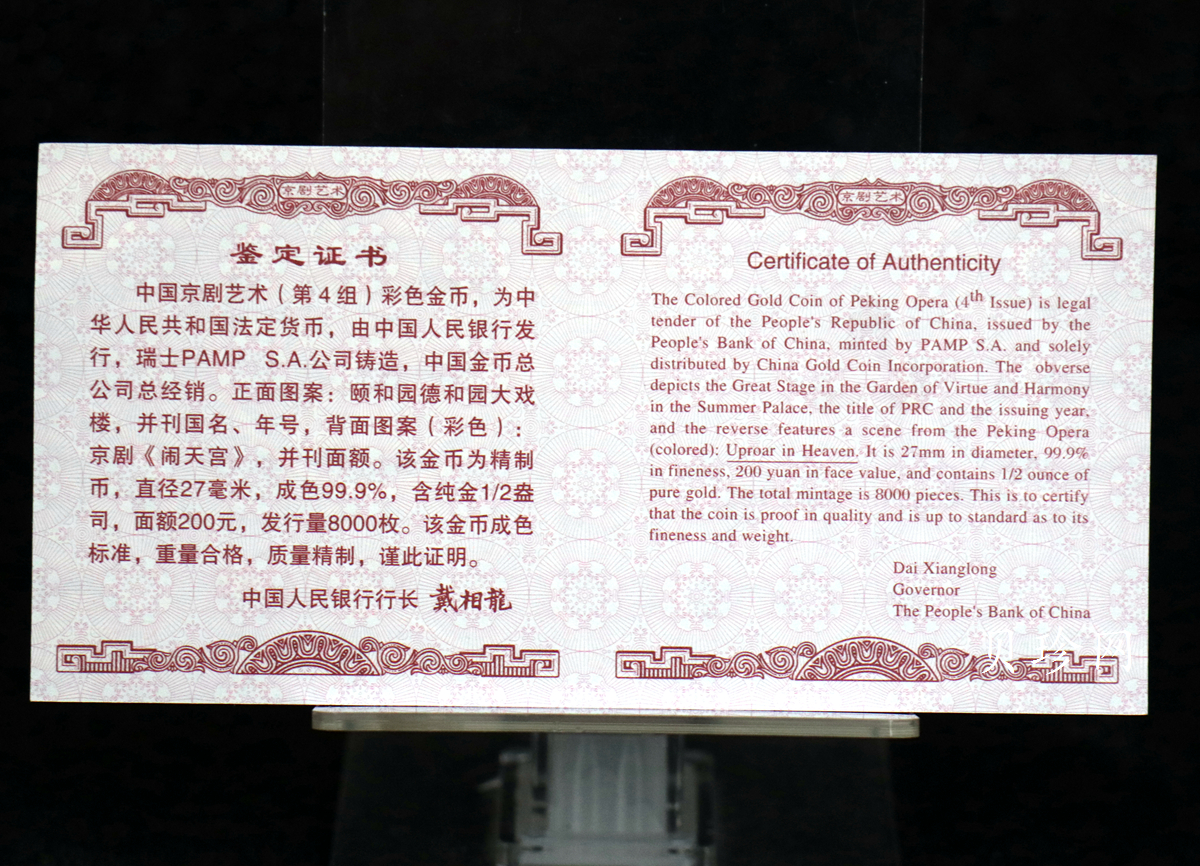 京剧艺术
鉴定证书
中国京剧艺术（第4组）彩色金币，为中
华人民共和国法定货币，由中国人民银行发
行，瑞士PAMP S.A.公司铸造，中国金币总
公司总经销。正面图案：颐和园德和园大戏
楼，并刊国名、年号，背面图案（彩色）：
京剧《闹天宫》，并刊面额。该金币为精制
币，直径27毫米，成色99.9%，含纯金1/2盎
司，面额200元，发行量8000枚。该金币成色
标准，重量合格，质量精制，谨此证明。
中国人民银行行长 戴相龍
京剧艺术
Certificate of Authenticity
The Colored Gold Coin of Peking Opera (4th Issue) is legal
tender of the People's Republic of China, issued by the
People's Bank of China, minted by PAMP S.A. and solely
distributed by China Gold Coin Incorporation. The obverse
depicts the Great Stage in the Garden of Virtue and Harmony
in the Summer Palace, the title of PRC and the issuing year,
and the reverse features a scene from the Peking Opera
(colored): Uproar in Heaven. It is 27mm in diameter, 99.9%
in fineness, 200 yuan in face value, and contains 1/2 ounce of
pure gold. The total mintage is 8000 pieces. This is to certify
that the coin is proof in quality and is up to standard as to its
fineness and weight.
Dai Xianglong
Governor
The People's Bank of China